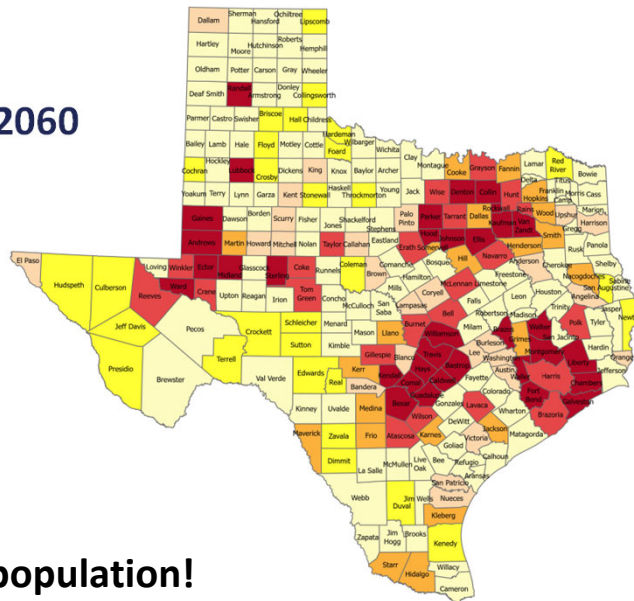 Dallam Sherman Hansford Ochiltree Lipscomb
Hartley Moore Hutchinson Roberts Hemphill
Oldham Potter Carson Gray Wheeler
2060
Deaf Smith Randall Armstrong Donley Collingsworth
Parmer Castro Swisher Briscoe Hall Childress
Hardeman
Bailey Lamb Hale Floyd Motley Cottle Foard Wilbarger Wichita Clay Montague Cooke Grayson Fannin Lamar Red River Bowie
Cochran Hockley Lubbock Crosby Dickens King Knox Baylor Archer Jack Wise Denton Collin Hunt Delta Hopkins Franklin Titus Camp Morris Cass
Yoakum Terry Lynn Garza Kent Stonewall Haskell Throckmorton Young Parker Tarrant Dallas Rockwall Kaufman Rains Wood Upshur Marion Harrison
Gaines Dawson Borden Scurry Fisher Jones Shackelford Stephens Palo Pinto Hood Johnson Ellis Van Zandt Smith Gregg
El Paso Andrews Martin Howard Mitchell Nolan Taylor Callahan Eastland Erath Somervell Hill Navarro Henderson Rusk Panola
Hudspeth Culberson Loving Winkler Ector Midland Glasscock Sterling Coke Runnels Coleman Brown Comanche Bosque Freestone Anderson Cherokee Shelby
Reeves Ward Crane Upton Reagan Irion Tom Green Concho McCulloch San Saba Mills Hamilton Coryell McLennan Limestone Leon Houston Nacogdoches San Augustine Sabine
Jeff Davis Pecos Crockett Schleicher Menard Mason Llano Lampasas Burnet Bell Falls Robertson Madison Trinity Angelina Polk Tyler Jasper Newton
Presidio Brewster Terrell Sutton Kimble Gillespie Blanco Williamson Travis Lee Burleson Brazos Grimes Walker San Jacinto Hardin Orange
Val Verde Edwards Real Kerr Bandera Kendall Comal Hays Caldwell Bastrop Fayette Washington Austin Waller Montgomery Harris Liberty Chambers Jefferson
Kinney Uvalde Medina Bexar Guadalupe Gonzales Lavaca Colorado Wharton Fort Bend Brazoria Galveston
Maverick Zavala Frio Atascosa Wilson Karnes DeWitt Victoria Jackson Matagorda
Dimmit La Salle McMullen Live Oak Bee Goliad Refugio Calhoun Aransas
Webb Duval Jim Wells San Patricio Nueces
Kleberg
Zapata Jim Hogg Brooks Kenedy
Starr Hidalgo Willacy
Cameron
population!